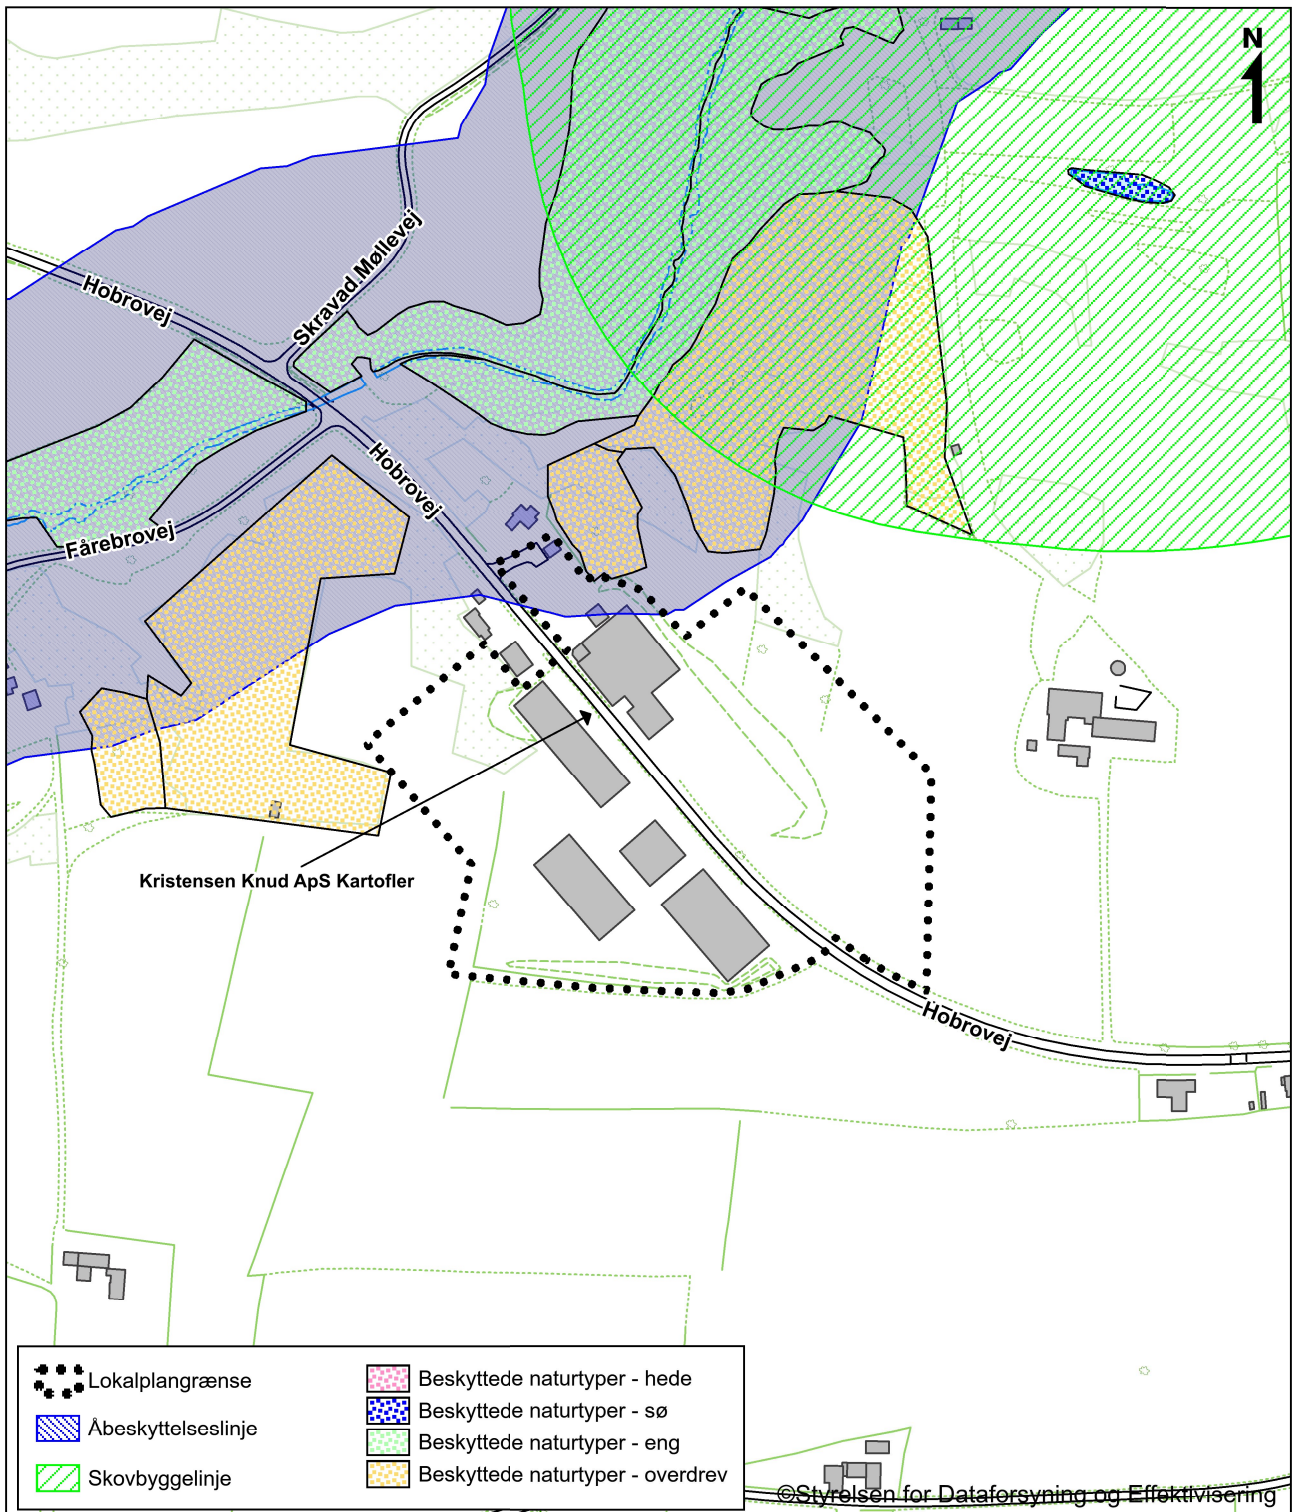 N
Skravad Møllevej
Hobrovej
Hobrovej
Fårebrovej
Kristensen Knud ApS Kartofler
Hobrovej
Lokalplangrænse
Åbeskyttelseslinje
Skovbyggelinje
Beskyttede naturtyper - hede
Beskyttede naturtyper - sø
Beskyttede naturtyper - eng
Beskyttede naturtyper - overdrev
©Styrelsen for Dataforsyning og Effektivisering